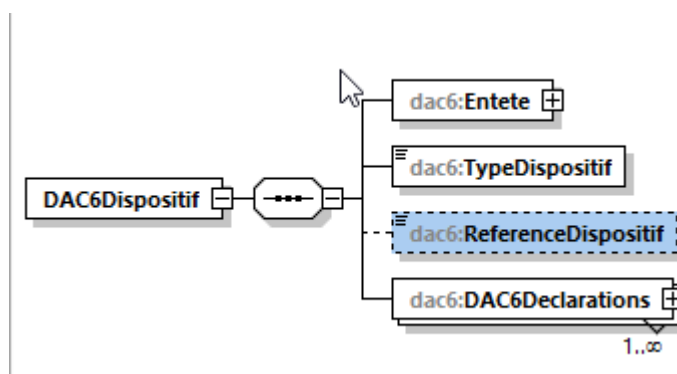 dac6:Entete
dac6:TypeDispositif
DAC6Dispositif
dac6:ReferenceDispositif
dac6:DAC6Declarations
1..∞